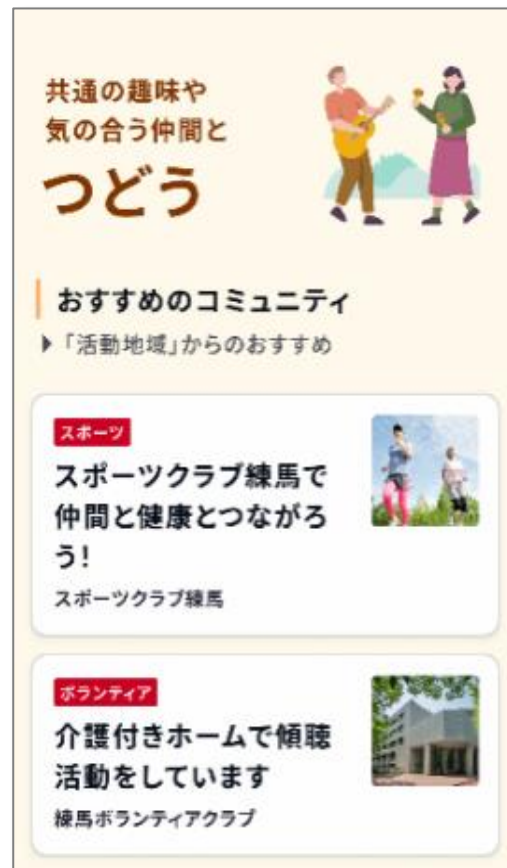 共通の趣味や
気の合う仲間と
つどう
おすすめのコミュニティ
「活動地域」からのおすすめ
スポーツ
スポーツクラブ練馬で
仲間と健康とつながろ
う!
スポーツクラブ練馬
ボランティア
介護付きホームで傾聴
活動をしています
練馬ボランティアクラブ